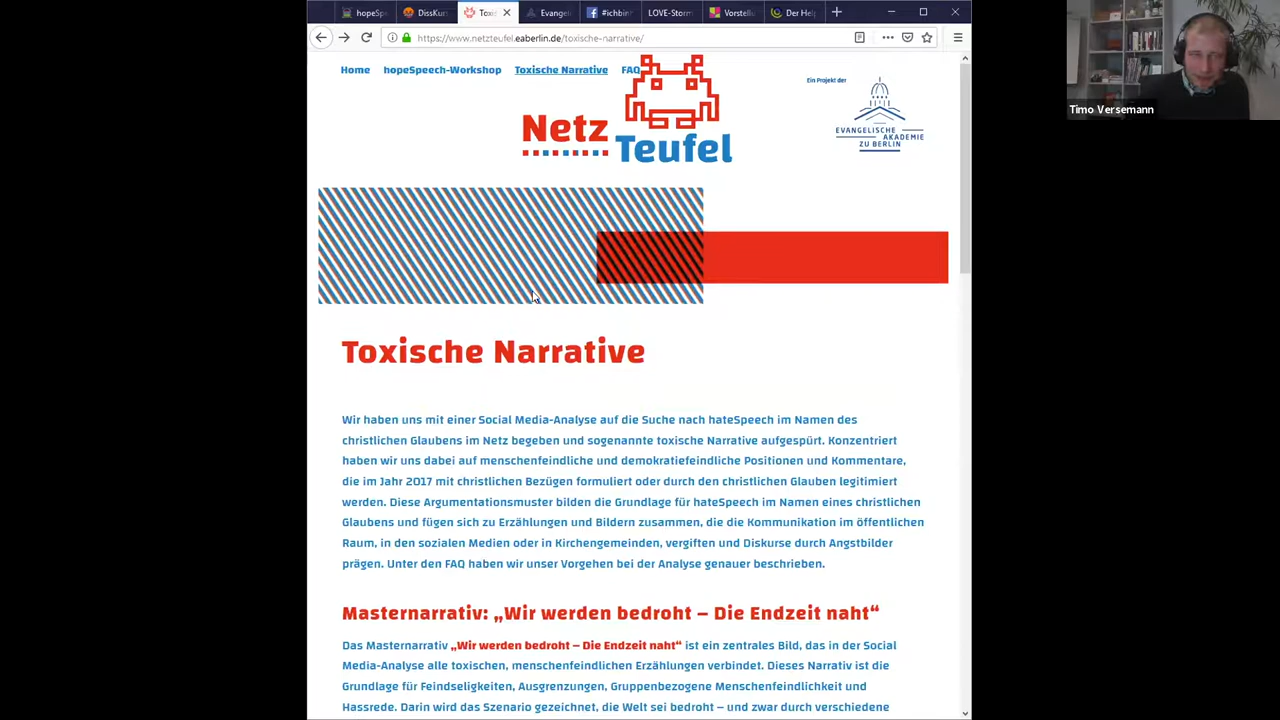 hopeSp
DissKur
Toxi
Evangeli
#ichbinr
LOVE-Storm
Vorstelle
Der Help
https://www.netzteufel.eaberlin.de/toxische-narrative/
Timo Versemann
Home
hopeSpeech-Workshop
Toxische Narrative
FAQ
Netz
Teufel
Ein Projekt der
EVANGELISCHE
AKADEMIE
ZU BERLIN
Toxische Narrative
Wir haben uns mit einer Social Media-Analyse auf die Suche nach hateSpeech im Namen des
christlichen Glaubens im Netz begeben und sogenannte toxische Narrative aufgespürt. Konzentriert
haben wir uns dabei auf menschenfeindliche und demokratiefeindliche Positionen und Kommentare,
die im Jahr 2017 mit christlichen Bezügen formuliert oder durch den christlichen Glauben legitimiert
werden. Diese Argumentationsmuster bilden die Grundlage für hateSpeech im Namen eines christlichen
Glaubens und fügen sich zu Erzählungen und Bildern zusammen, die die Kommunikation im öffentlichen
Raum, in den sozialen Medien oder in Kirchengemeinden, vergiften und Diskurse durch Angstbilder
prägen. Unter den FAQ haben wir unser Vorgehen bei der Analyse genauer beschrieben.
Masternarrativ: „Wir werden bedroht – Die Endzeit naht“
Das Masternarrativ „Wir werden bedroht – Die Endzeit naht“ ist ein zentrales Bild, das in der Social
Media-Analyse alle toxischen, menschenfeindlichen Erzählungen verbindet. Dieses Narrativ ist die
Grundlage für Feindseligkeiten, Ausgrenzungen, Gruppenbezogene Menschenfeindlichkeit und
Hassrede. Darin wird das Szenario gezeichnet, die Welt sei bedroht – und zwar durch verschiedene